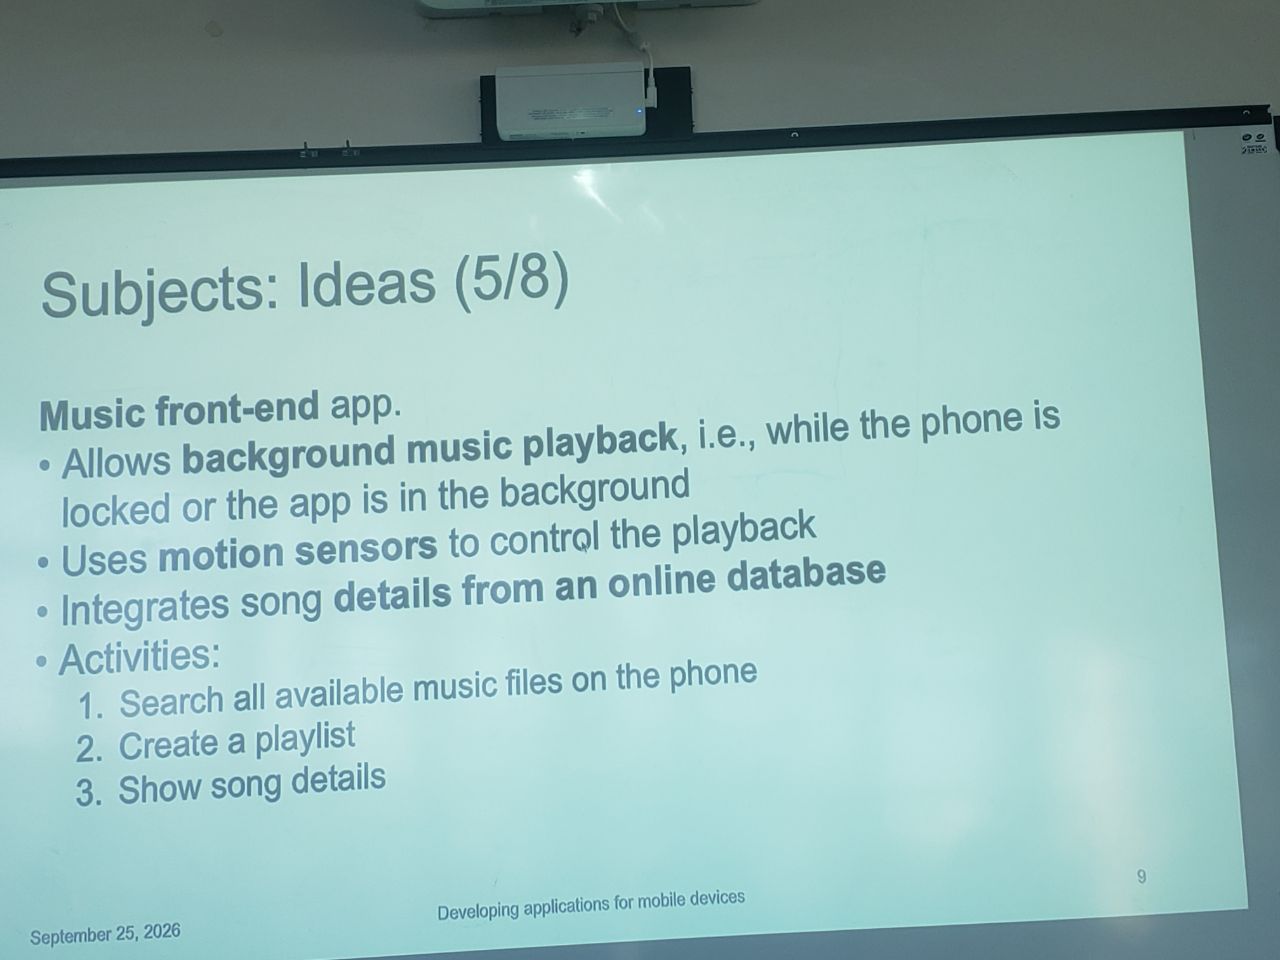 Subjects: Ideas (5/8)
Music front-end app.
• Allows background music playback, i.e., while the phone is
locked or the app is in the background
• Uses motion sensors to control the playback
• Integrates song details from an online database
• Activities:
1. Search all available music files on the phone
2. Create a playlist
3. Show song details
September 25, 2026
Developing applications for mobile devices
9